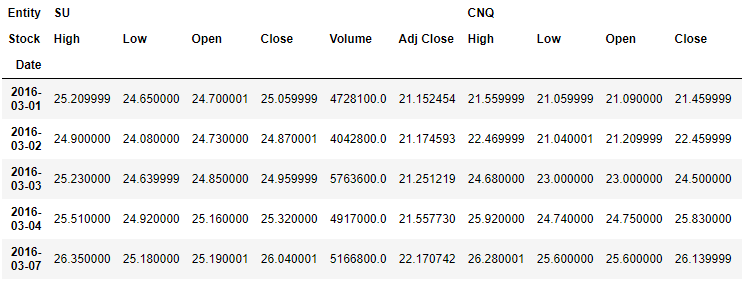 Entity SU CNQ
Stock High Low Open Close Volume Adj Close High Low Open Close
Date
2016-03-01 25.209999 24.650000 24.700001 25.059999 4728100.0 21.152454 21.559999 21.059999 21.090000 21.459999
2016-03-02 24.900000 24.080000 24.730000 24.870001 4042800.0 21.174593 22.469999 21.040001 21.209999 22.459999
2016-03-03 25.230000 24.639999 24.850000 24.959999 5763600.0 21.251219 24.680000 23.000000 23.000000 24.500000
2016-03-04 25.510000 24.920000 25.160000 25.320000 4917000.0 21.557730 25.920000 24.740000 24.750000 25.830000
2016-03-07 26.350000 25.180000 25.190001 26.040001 5166800.0 22.170742 26.280001 25.600000 25.600000 26.139999